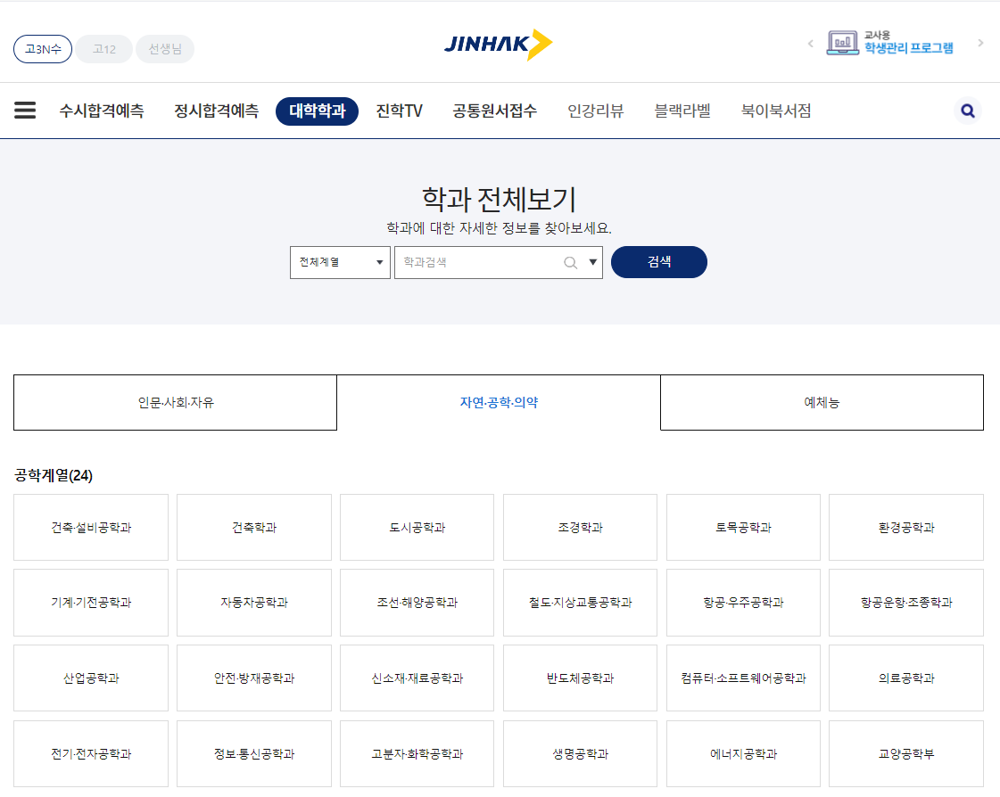 고3N수 고12 선생님
JINHAK
교사용
학생관리 프로그램
수시합격예측 정시합격예측 대학학과 진학TV 공통원서접수 인강리뷰 블랙라벨 북이북서점
학과 전체보기
학과에 대한 자세한 정보를 찾아보세요.
전체계열 학과검색 검색
인문·사회·자유 자연·공학·의약 예체능
공학계열(24)
건축·설비공학과 건축학과 도시공학과 조경학과 토목공학과 환경공학과
기계·기전공학과 자동차공학과 조선·해양공학과 철도·지상교통공학과 항공·우주공학과 항공운항·조종학과
산업공학과 안전·방재공학과 신소재·재료공학과 반도체공학과 컴퓨터·소프트웨어공학과 의료공학과
전기·전자공학과 정보·통신공학과 고분자·화학공학과 생명공학과 에너지공학과 교양공학부